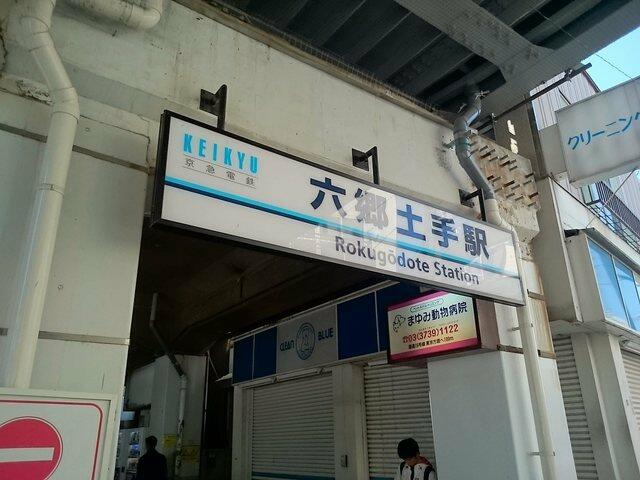 KEIKYU
京急電鉄
六郷土手駅
Rokugōdote Station
クリーニング
CLEAN BLUE
まゆみ動物病院
☎03(3739)1122